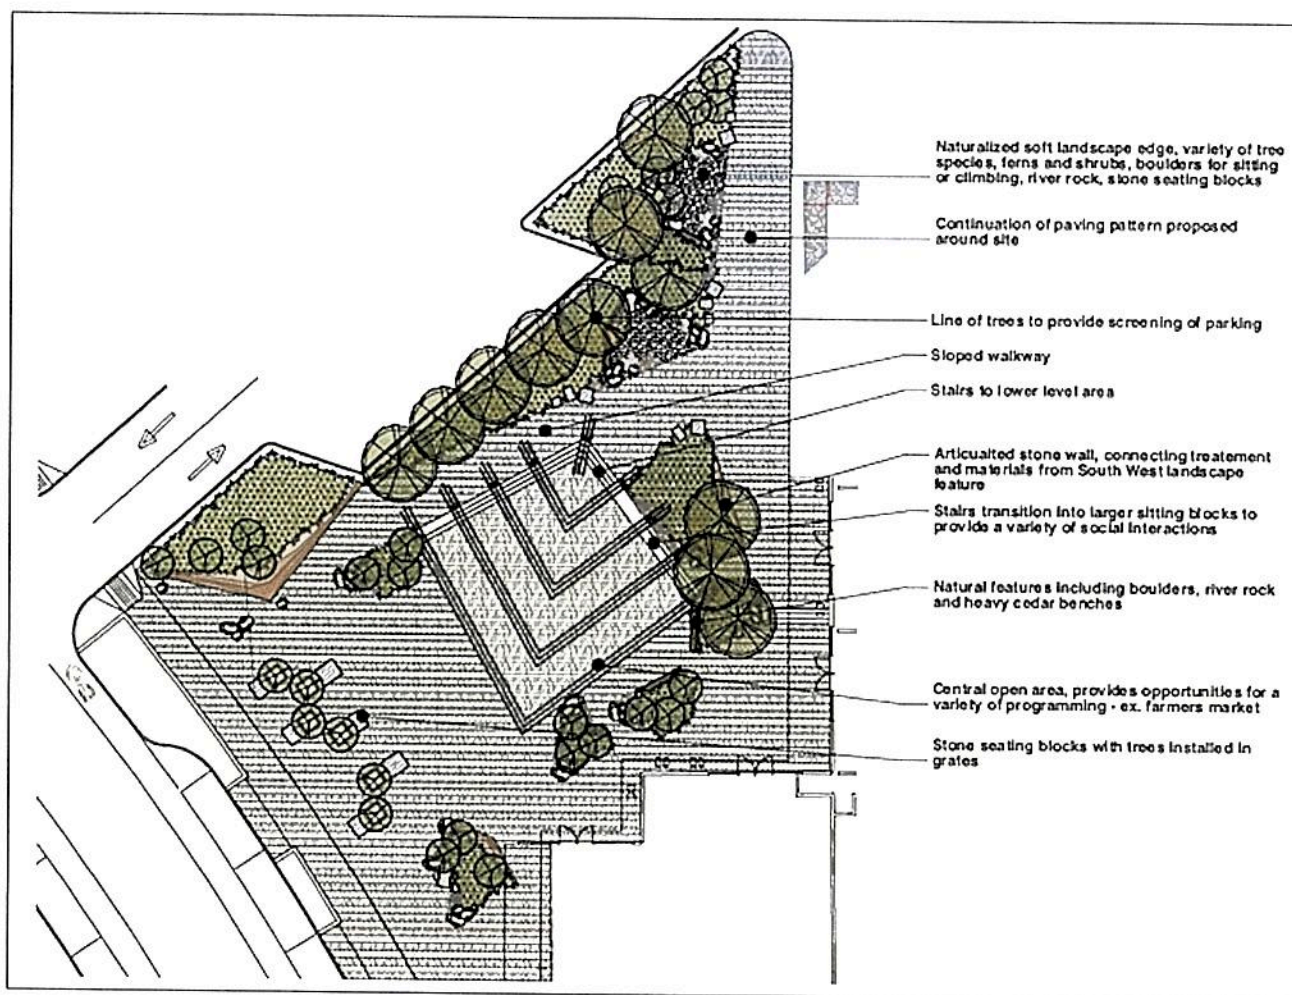 Naturalized soft landscape edge, variety of tree
species, ferns and shrubs, boulders for sitting
or climbing, river rock, stone seating blocks
Continuation of paving pattern proposed
around site
Line of trees to provide screening of parking
Sloped walkway
Stairs to lower level area
Articualted stone wall, connecting treatement
and materials from South West landscape
feature
Stairs transition into larger sitting blocks to
provide a variety of social interactions
Natural features including boulders, river rock
and heavy cedar benches
Central open area, provides opportunities for a
variety of programming - ex. farmers market
Stone seating blocks with trees installed in
grates